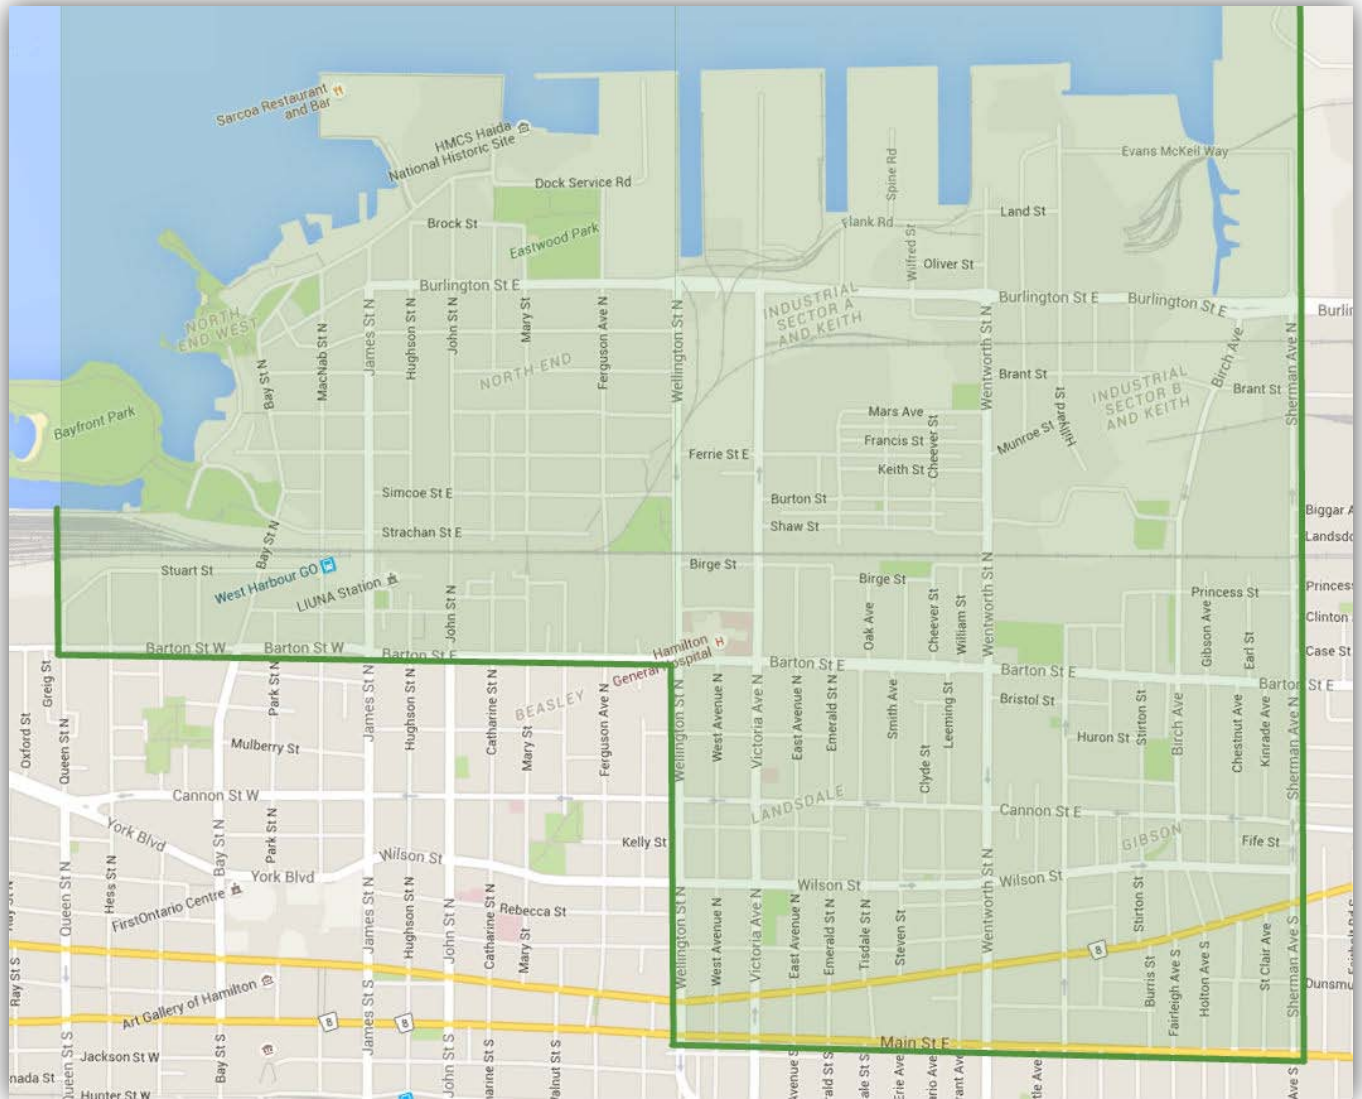 Sarcoa Restaurant
and Bar
HMCS Haida
National Historic Site
Evans McKeil Way
Spine Rd
Dock Service Rd
Land St
Brock St
Eastwood Park
Flank Rd
Wilfred St
Oliver St
Burlington St E
INDUSTRIAL
SECTOR A
AND KEITH
Burlington St E
Burlington St E
NORTH
END WEST
MacNab St N
James St N
Hughson St N
John St N
Mary St
Ferguson Ave N
Wellington St N
Wentworth St N
Birch Ave
Sherman Ave N
Bay St N
NORTH END
Brant St
Hillyard St
INDUSTRIAL
SECTOR B
AND KEITH
Brant St
Bayfront Park
Mars Ave
Francis St
Cheever St
Munroe St
Ferrie St E
Keith St
Simcoe St E
Burton St
Strachan St E
Shaw St
Bay St N
Stuart St
West Harbour GO
LIUNA Station
Birge St
Birge St
Wentworth St N
Princess St
John St N
Oak Ave
Cheever St
William St
Gibson Ave
Earl St
Case St
Barton St W
Barton St W
Barton St E
Hamilton
General Hospital
H
Barton St E
Barton St E
Barton St E
Greig St
Oxford St
Queen St N
Park St N
James St N
Hughson St N
Catharine St N
BEASLEY
Mary St
Ferguson Ave N
Wellington St N
West Avenue N
Victoria Ave N
East Avenue N
Emerald St N
Smith Ave
Leeming St
Clyde St
Bristol St
Huron St
Stirton St
Birch Ave
Chestnut Ave
Kinrade Ave
Sherman Ave N
Mulberry St
Cannon St W
LANDSDALE
Cannon St E
York Blvd
Bay St N
Park St N
Kelly St
GIBSON
Fife St
Wilson St
Hess St N
York Blvd
Wilson St
Wilson St
Queen St N
FirstOntario Centre
James St N
Hughson St N
John St N
Catharine St N
Rebecca St
Mary St
Wellington St N
West Avenue N
Victoria Ave N
East Avenue N
Emerald St N
Tisdale St N
Steven St
Wentworth St N
Stirton St
8
Burris St
Fairleigh Ave S
Holton Ave S
St Clair Ave
Sherman Ave S
Ray St S
Art Gallery of Hamilton
8
8
James St S
Main St E
Queen St S
Jackson St W
Bay St S
John St S
Hunter St W